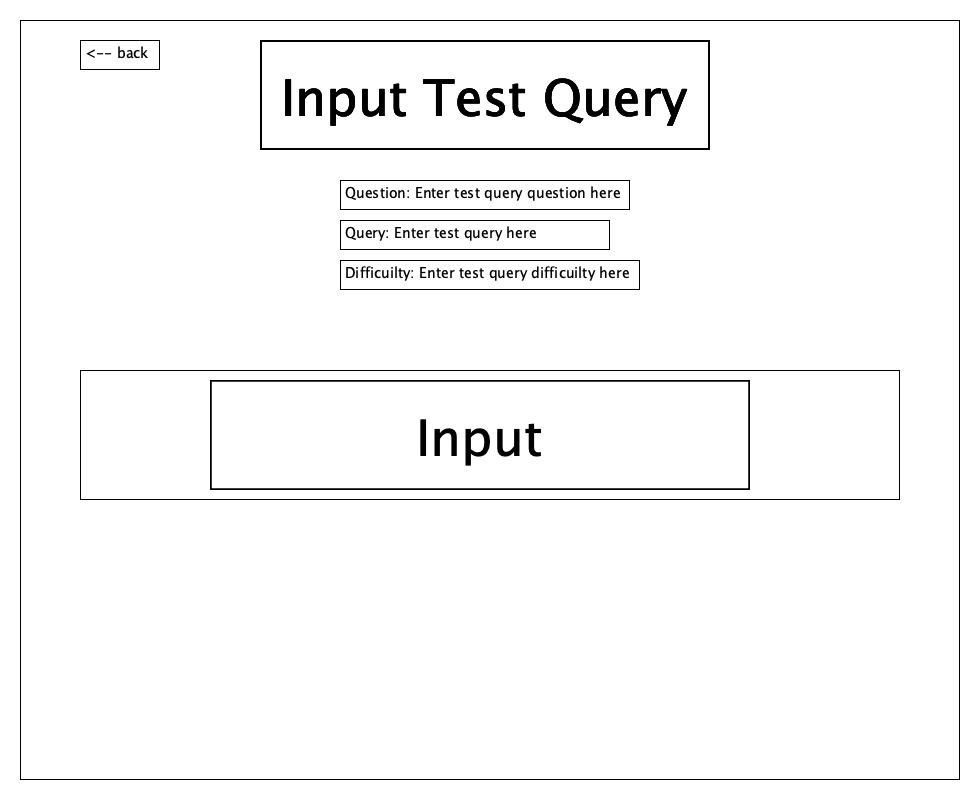 <-- back
Input Test Query
Question: Enter test query question here
Query: Enter test query here
Difficuilty: Enter test query difficuilty here
Input